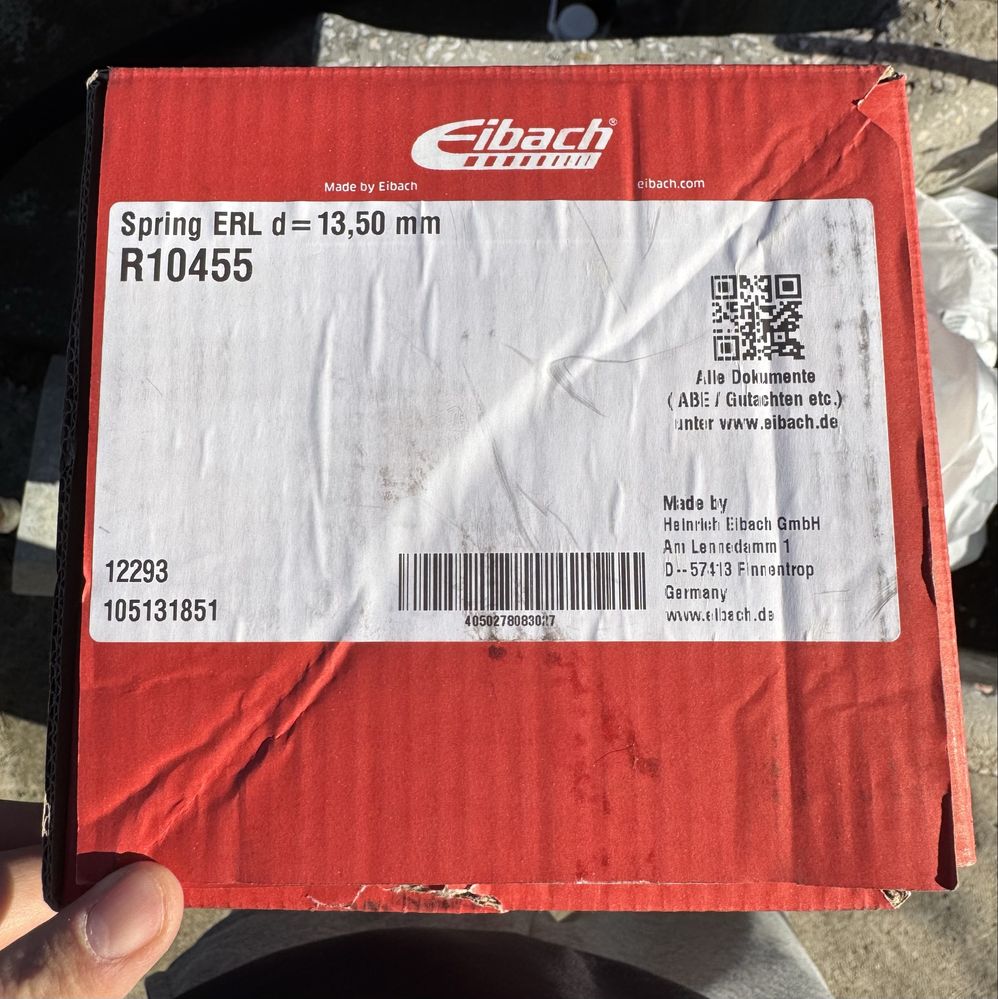 Eibach®
Made by Eibach
eibach.com
Spring ERL d=13,50 mm
R10455
Alle Dokumente
( ABE / Gutachten etc.)
unter www.eibach.de
Made by
Heinrich Eibach GmbH
Am Lennedamm 1
D--57413 Finnentrop
Germany
www.eibach.de
12293
105131851
4050278083027